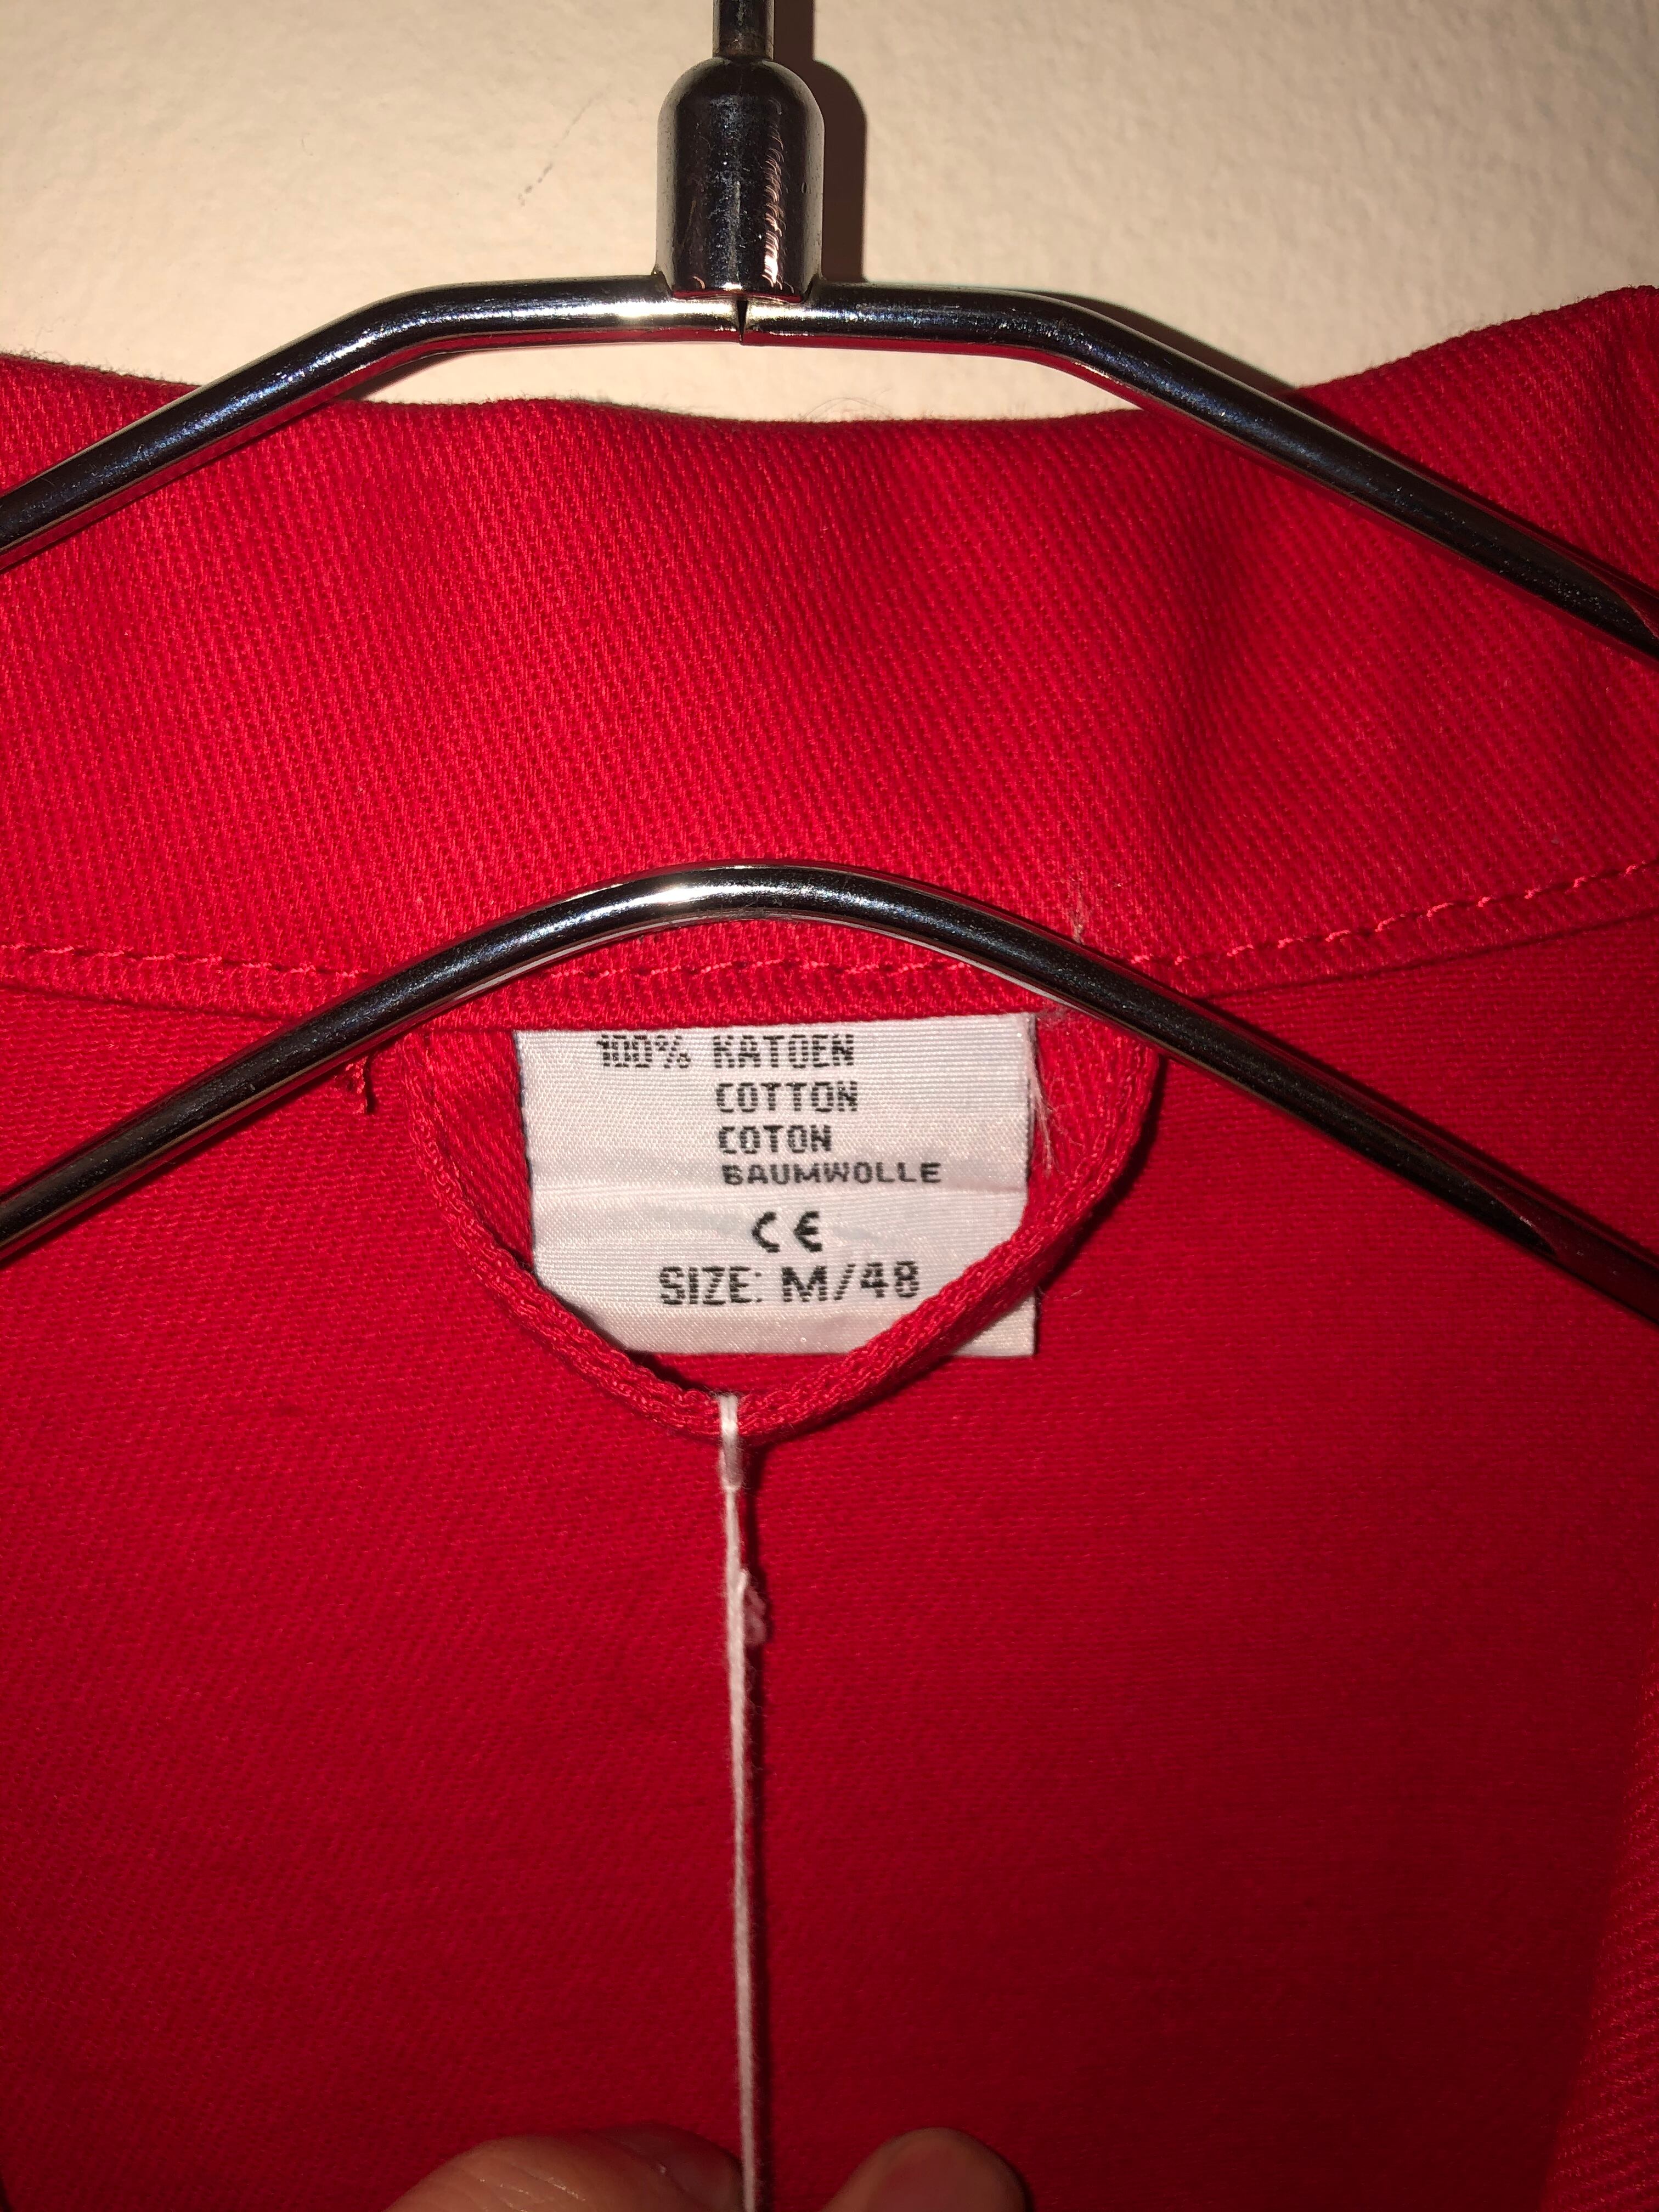 100% KATOEN
COTTON
COTON
BAUMWOLLE
CE
SIZE: M/48